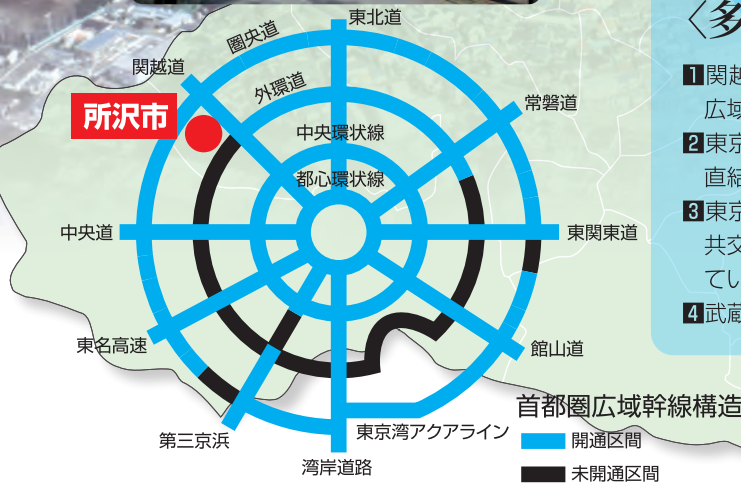 東北道
圏央道
関越道
外環道
常磐道
所沢市
中央環状線
都心環状線
中央道
東関東道
東名高速
館山道
第三京浜
東京湾アクアライン
湾岸道路
首都圏広域幹線構造
開通区間
未開通区間
1関越
広域
2東京
直結
3東京
共交
てい
4武蔵